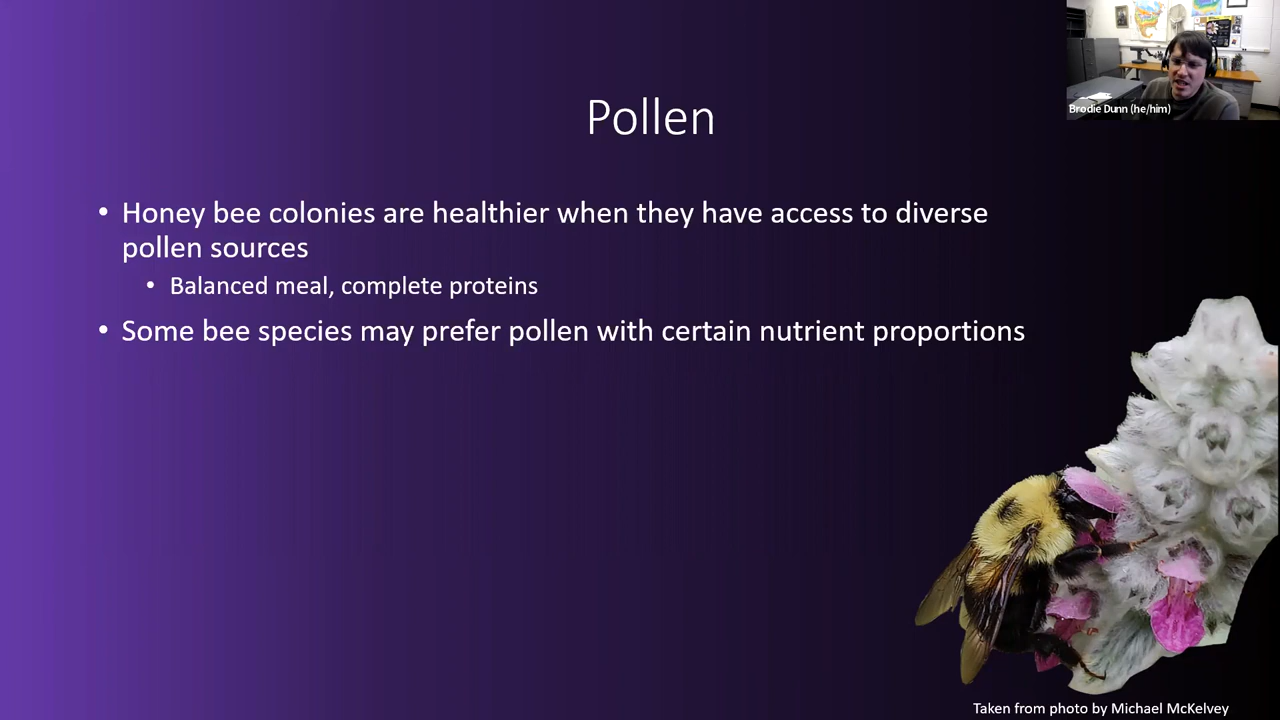 Brodie Dunn (he/him)
Pollen
• Honey bee colonies are healthier when they have access to diverse
pollen sources
• Balanced meal, complete proteins
• Some bee species may prefer pollen with certain nutrient proportions
Taken from photo by Michael McKelvey